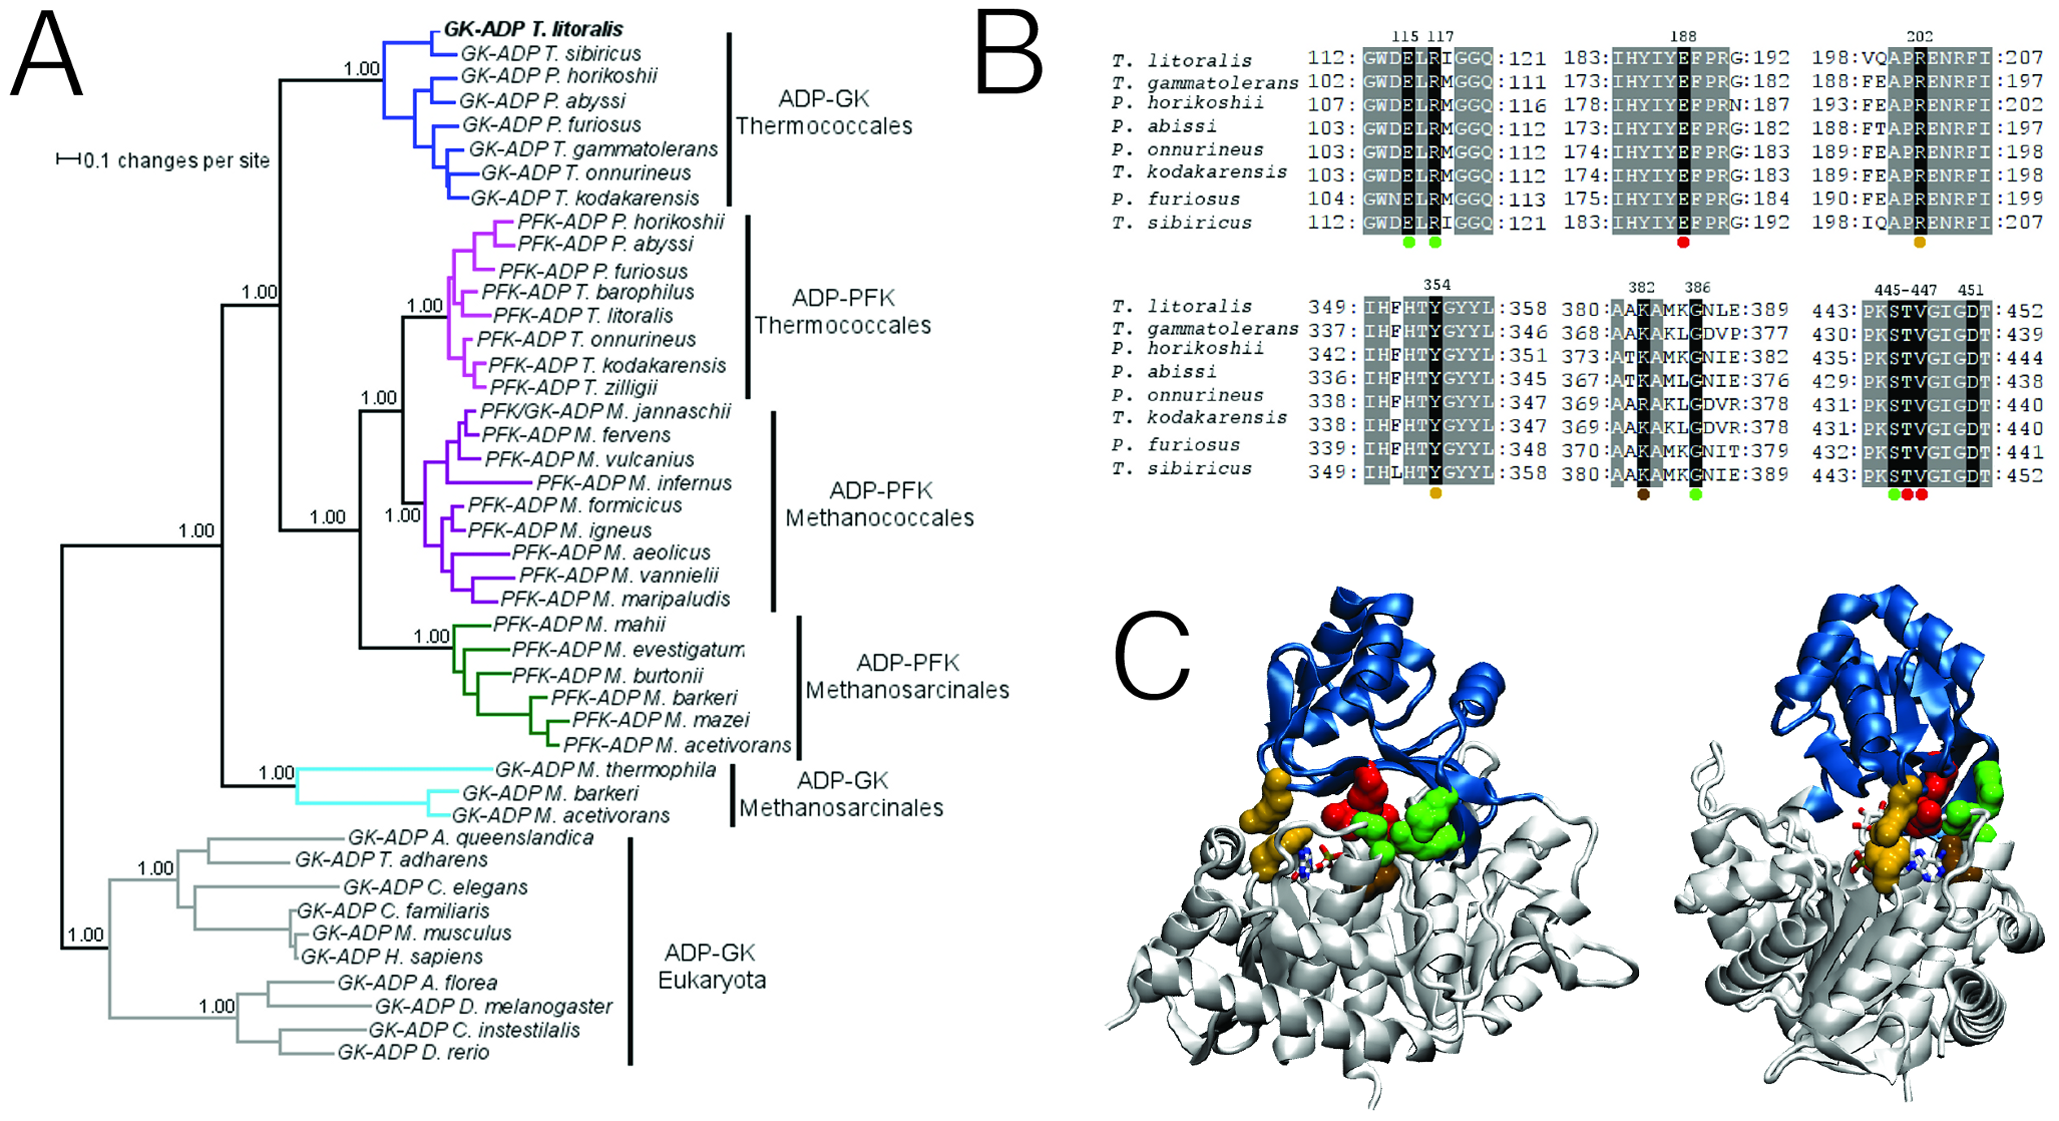 A
GK-ADP T. litoralis
GK-ADP T. sibiricus
GK-ADP P. horikoshii
GK-ADP P. abyssi
GK-ADP P. furiosus
GK-ADP T. gammatolerans
GK-ADP T. onnurineus
GK-ADP T. kodakarensis
1.00
ADP-GK
Thermococcales
0.1 changes per site
PFK-ADP P. horikoshii
PFK-ADP P. abyssi
PFK-ADP P. furiosus
PFK-ADP T. barophilus
PFK-ADP T. litoralis
PFK-ADP T. onnurineus
PFK-ADP T. kodakarensis
PFK-ADP T. zilligii
1.00
1.00
ADP-PFK
Thermococcales
1.00
PFK/GK-ADP M. jannaschii
PFK-ADP M. fervens
PFK-ADP M. vulcanius
PFK-ADP M. infernus
PFK-ADP M. formicicus
PFK-ADP M. igneus
PFK-ADP M. aeolicus
PFK-ADP M. vannielii
PFK-ADP M. maripaludis
1.00
1.00
1.00
ADP-PFK
Methanococcales
PFK-ADP M. mahii
PFK-ADP M. evestigatum
PFK-ADP M. burtonii
PFK-ADP M. barkeri
PFK-ADP M. mazei
PFK-ADP M. acetivorans
1.00
ADP-PFK
Methanosarcinales
GK-ADP M. thermophila
GK-ADP M. barkeri
GK-ADP M. acetivorans
1.00
ADP-GK
Methanosarcinales
GK-ADP A. queenslandica
GK-ADP T. adharens
GK-ADP C. elegans
GK-ADP C. familiaris
GK-ADP M. musculus
GK-ADP H. sapiens
GK-ADP A. florea
GK-ADP D. melanogaster
GK-ADP C. instestilalis
GK-ADP D. rerio
1.00
1.00
1.00
ADP-GK
Eukaryota
B
115 117 188 202
T. litoralis 112:GWDELRIGGQ:121 183:IHYIYEFPRG:192 198:VQAPRENRFI:207
T. gammatolerans 102:GWDELRMGGQ:111 173:IHYIYEFPRG:182 188:FEAPRENRFI:197
P. horikoshii 107:GWDELRMGGQ:116 178:IHYIYEFPRN:187 193:FEAPRENRFI:202
P. abissi 103:GWDELRMGGQ:112 173:IHYIYEFPRG:182 188:FTAPRENRFI:197
P. onnurineus 103:GWDELRMGGQ:112 174:IHYIYEFPRG:183 189:FEAPRENRFI:198
T. kodakarensis 103:GWDELRMGGQ:112 174:IHYIYEFPRG:183 189:FEAPRENRFI:198
P. furiosus 104:GWNELRMGGQ:113 175:IHYIYEFPRG:184 190:FEAPRENRFI:199
T. sibiricus 112:GWDELRIGGQ:121 183:IHYIYEFPRG:192 198:IQAPRENRFI:207
354 382 386 445-447 451
T. litoralis 349:IHFHTYGYYL:358 380:AAKAMKGNLE:389 443:PKSTVGIGDT:452
T. gammatolerans 337:IHFHTYGYYL:346 368:AAKAKLGDVP:377 430:PKSTVGIGDT:439
P. horikoshii 342:IHFHTYGYYL:351 373:ATKAMKGNIE:382 435:PKSTVGIGDT:444
P. abissi 336:IHFHTYGYYL:345 367:ATKAMLGNIE:376 429:PKSTVGIGDT:438
P. onnurineus 338:IHFHTYGYYL:347 369:AARAKLGDVR:378 431:PKSTVGIGDT:440
T. kodakarensis 338:IHFHTYGYYL:347 369:AAKAKLGDVR:378 431:PKSTVGIGDT:440
P. furiosus 339:IHFHTYGYYL:348 370:AAKAMKGNIT:379 432:PKSTVGIGDT:441
T. sibiricus 349:IHLHTYGYYL:358 380:AAKAMKGNIE:389 443:PKSTVGIGDT:452
C